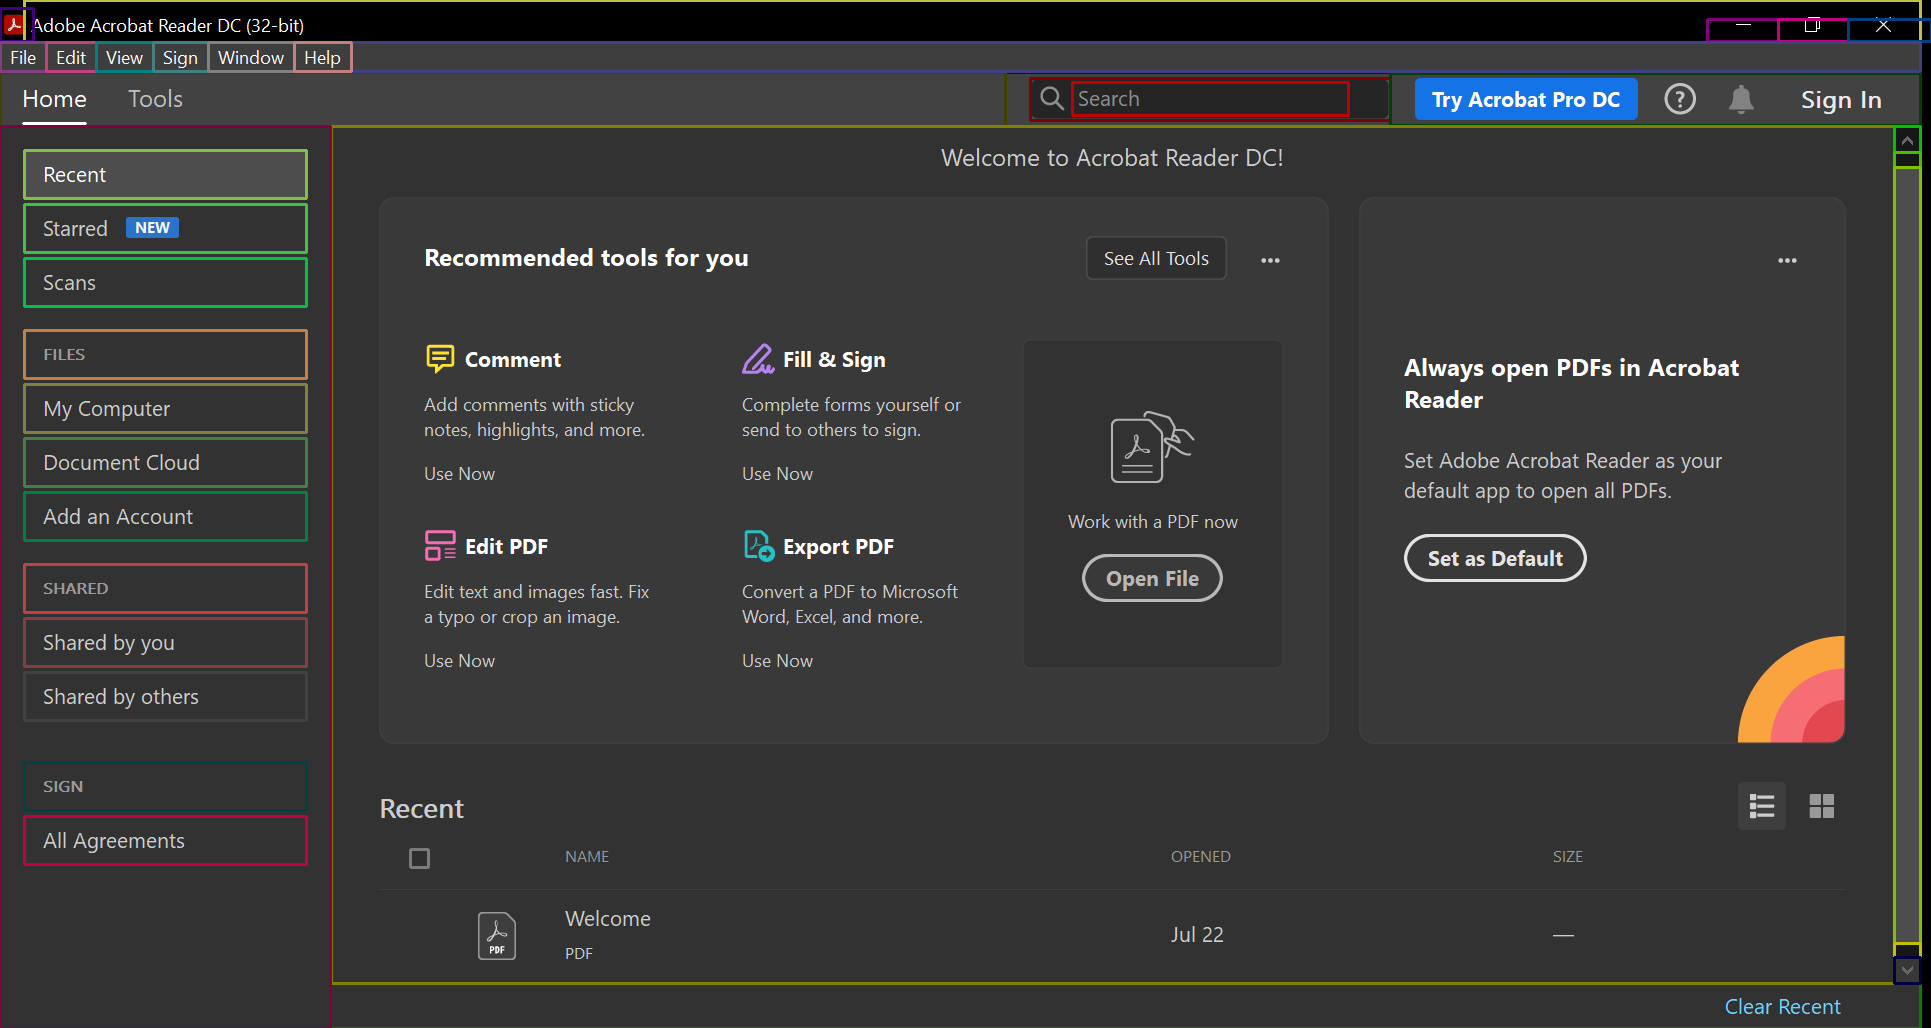 Adobe Acrobat Reader DC (32-bit)
File Edit View Sign Window Help
Home Tools Search Try Acrobat Pro DC Sign In
Recent
Starred NEW
Scans
FILES
My Computer
Document Cloud
Add an Account
SHARED
Shared by you
Shared by others
SIGN
All Agreements
Welcome to Acrobat Reader DC!
Recommended tools for you
See All Tools
Comment
Add comments with sticky
notes, highlights, and more.
Use Now
Fill & Sign
Complete forms yourself or
send to others to sign.
Use Now
Edit PDF
Edit text and images fast. Fix
a typo or crop an image.
Use Now
Export PDF
Convert a PDF to Microsoft
Word, Excel, and more.
Use Now
Work with a PDF now
Open File
Always open PDFs in Acrobat
Reader
Set Adobe Acrobat Reader as your
default app to open all PDFs.
Set as Default
Recent
NAME OPENED SIZE
Welcome
PDF
PDF
Jul 22 —
Clear Recent